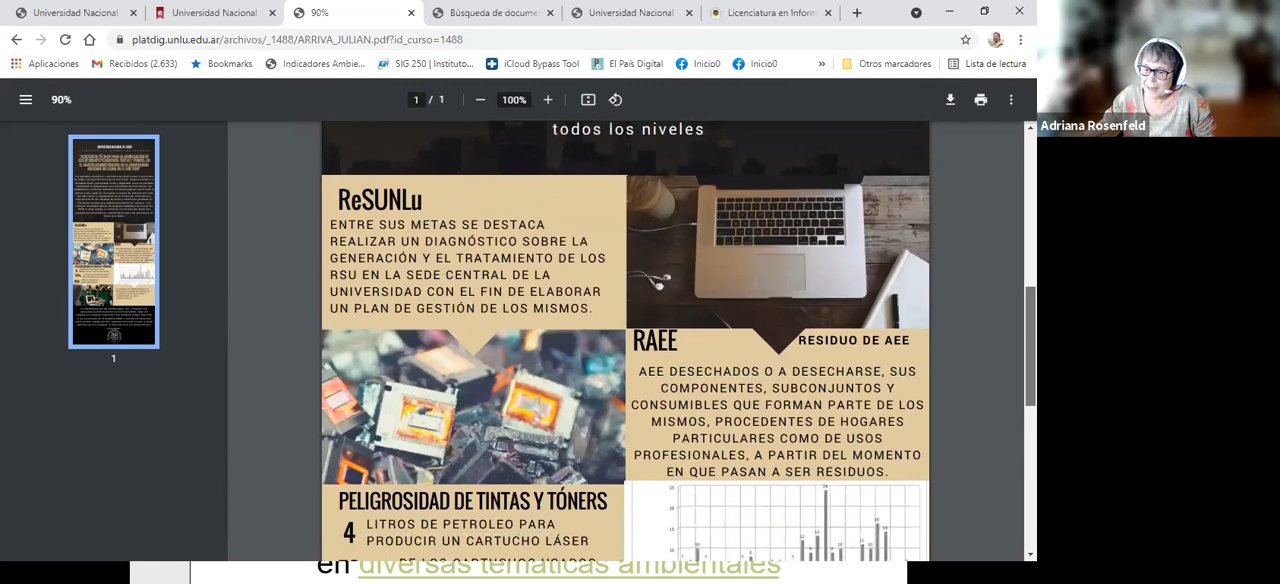 Universidad Nacional
Universidad Nacional
90%
Búsqueda de docume
Universidad Nacional
Licenciatura en Inform
platdig.unlu.edu.ar/archivos/_1488/ARRIVA_JULIAN.pdf?id_curso=1488
Aplicaciones
Recibidos (2.633)
Bookmarks
Indicadores Ambie...
SIG 250 | Instituto...
iCloud Bypass Tool
El País Digital
Inicio0
Inicio0
»
Otros marcadores
Lista de lectura
90%
1 / 1
100%
Adriana Rosenfeld
todos los niveles
ReSUNLu
ENTRE SUS METAS SE DESTACA
REALIZAR UN DIAGNÓSTICO SOBRE LA
GENERACIÓN Y EL TRATAMIENTO DE LOS
RSU EN LA SEDE CENTRAL DE LA
UNIVERSIDAD CON EL FIN DE ELABORAR
UN PLAN DE GESTIÓN DE LOS MISMOS.
RAEE
RESIDUO DE AEE
AEE DESECHADOS O A DESECHARSE, SUS
COMPONENTES, SUBCONJUNTOS Y
CONSUMIBLES QUE FORMAN PARTE DE LOS
MISMOS, PROCEDENTES DE HOGARES
PARTICULARES COMO DE USOS
PROFESIONALES, A PARTIR DEL MOMENTO
EN QUE PASAN A SER RESIDUOS.
PELIGROSIDAD DE TINTAS Y TÓNERS
4 LITROS DE PETROLEO PARA
PRODUCIR UN CARTUCHO LÁSER
DE LOS CARTUCHOS USADOS
1
en diversas temáticas ambientales